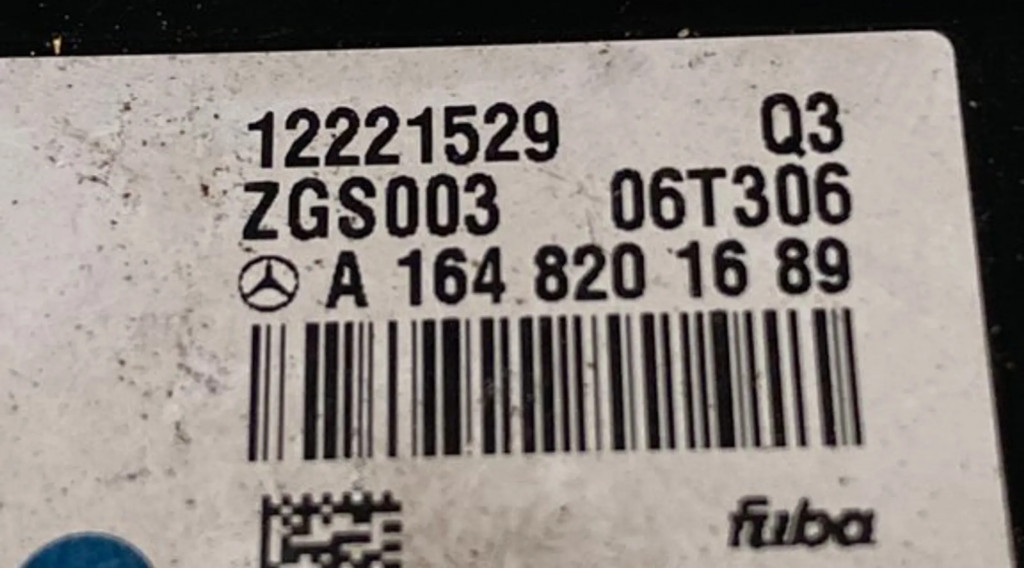 12221529 Q3
ZGS003 06T306
A 164 820 16 89
fuba